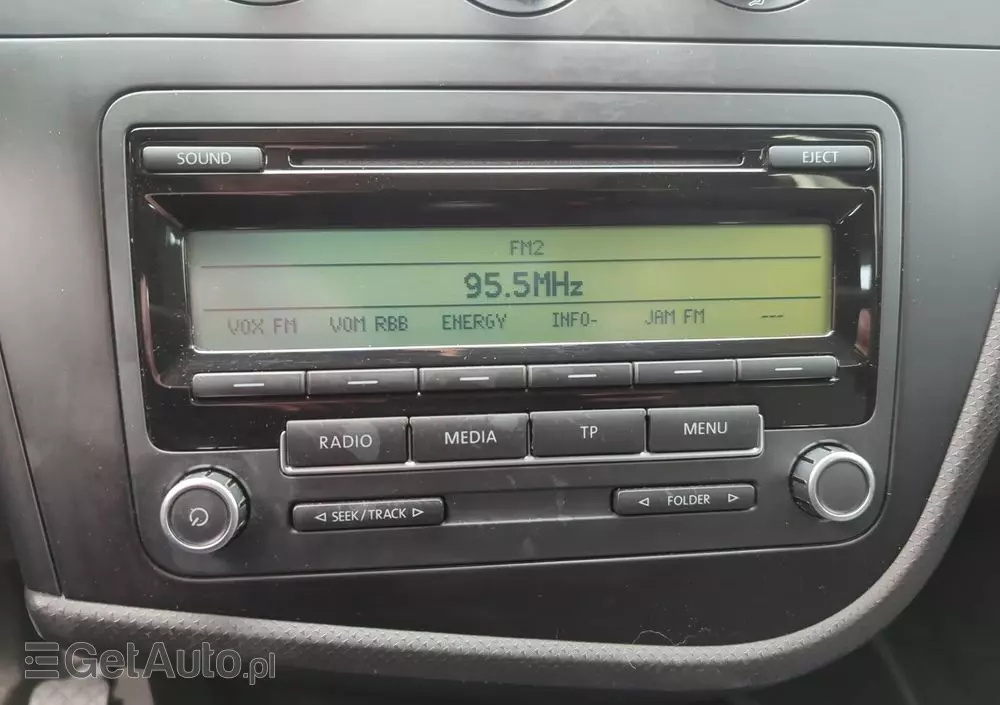 SOUND EJECT
FM2
95.5MHz
VOX FM VOM RBB ENERGY INFO- JAM FM ---
RADIO MEDIA TP MENU
SEEK/TRACK FOLDER
GetAuto.pl